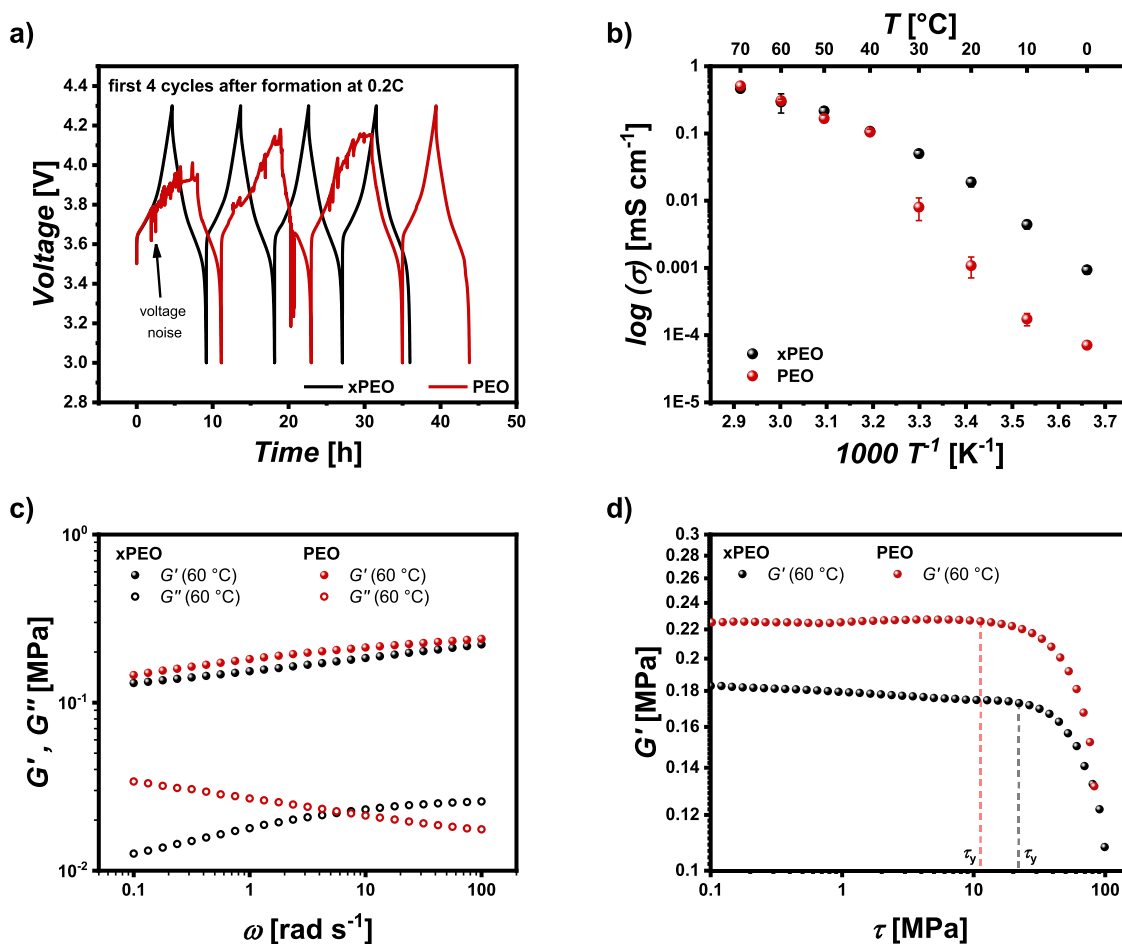 a)
first 4 cycles after formation at 0.2C
4.4
4.2
4.0
3.8
3.6
3.4
3.2
3.0
2.8
Voltage [V]
voltage
noise
xPEO PEO
0 10 20 30 40 50
Time [h]
b)
T [°C]
70 60 50 40 30 20 10 0
1
0.1
0.01
0.001
1E-4
1E-5
log (σ) [mS cm⁻¹]
xPEO
PEO
2.9 3.0 3.1 3.2 3.3 3.4 3.5 3.6 3.7
1000 T⁻¹ [K⁻¹]
c)
10⁰
10⁻¹
10⁻²
G' , G'' [MPa]
xPEO PEO
G' (60 °C) G' (60 °C)
G'' (60 °C) G'' (60 °C)
0.1 1 10 100
ω [rad s⁻¹]
d)
0.3
0.28
0.26
0.24
0.22
0.2
0.18
0.16
0.14
0.12
0.1
G' [MPa]
xPEO PEO
G' (60 °C) G' (60 °C)
τy τy
0.1 1 10 100
τ [MPa]